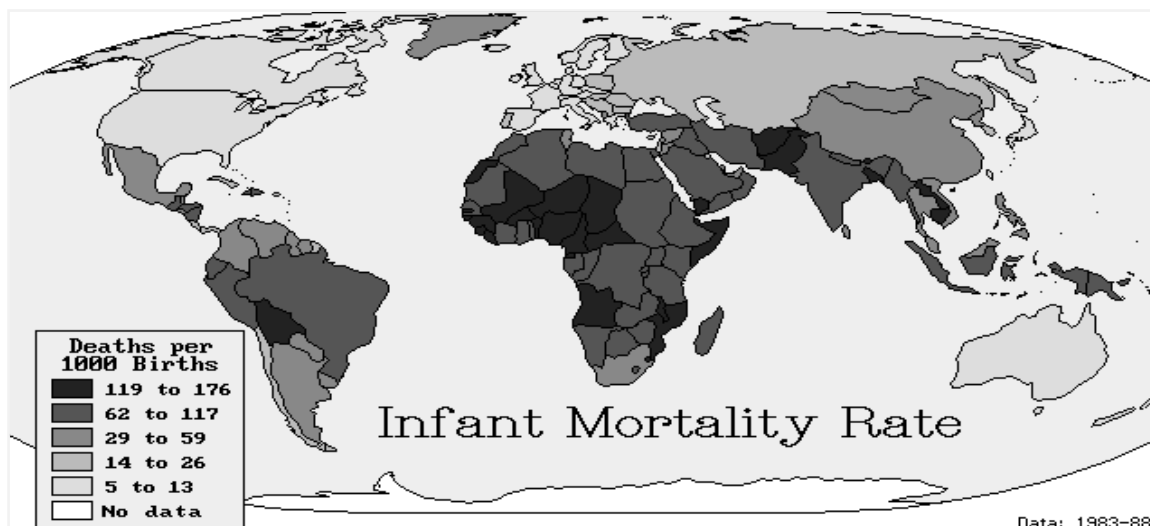 Deaths per
1000 Births
119 to 176
62 to 117
29 to 59
14 to 26
5 to 13
No data
Infant Mortality Rate
Data: 1983-88